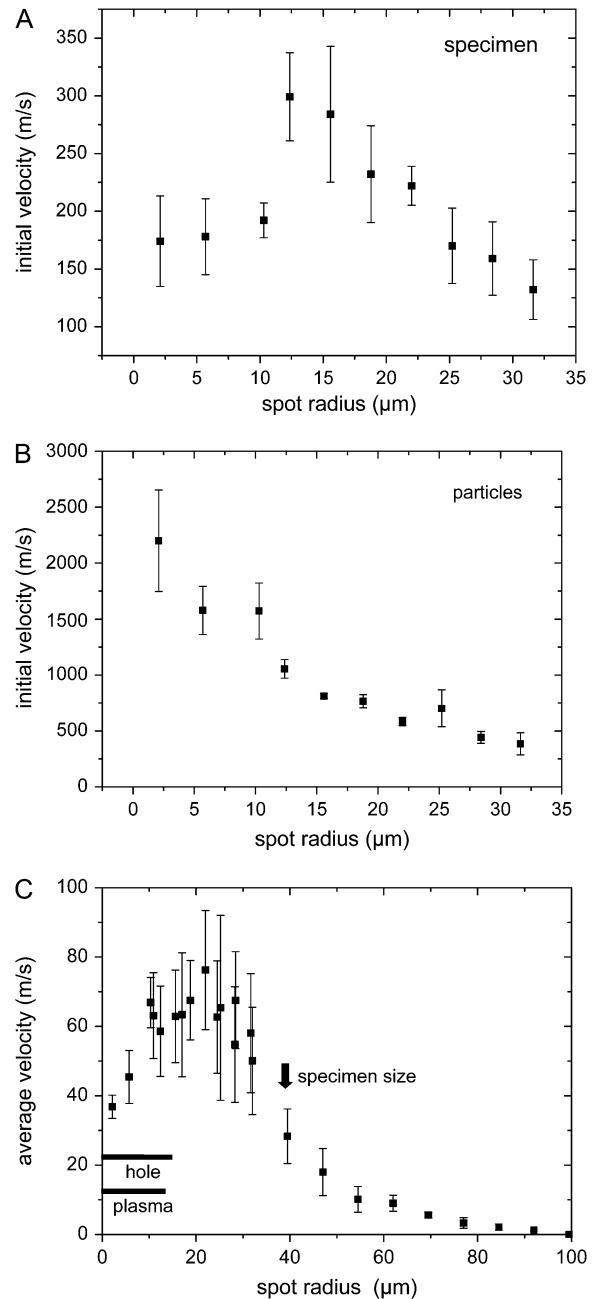 A
specimen
350
300
250
200
150
100
initial velocity (m/s)
0 5 10 15 20 25 30 35
spot radius (µm)
B
particles
3000
2500
2000
1500
1000
500
0
initial velocity (m/s)
0 5 10 15 20 25 30 35
spot radius (µm)
C
100
80
60
40
20
0
average velocity (m/s)
specimen size
hole
plasma
0 20 40 60 80 100
spot radius (µm)